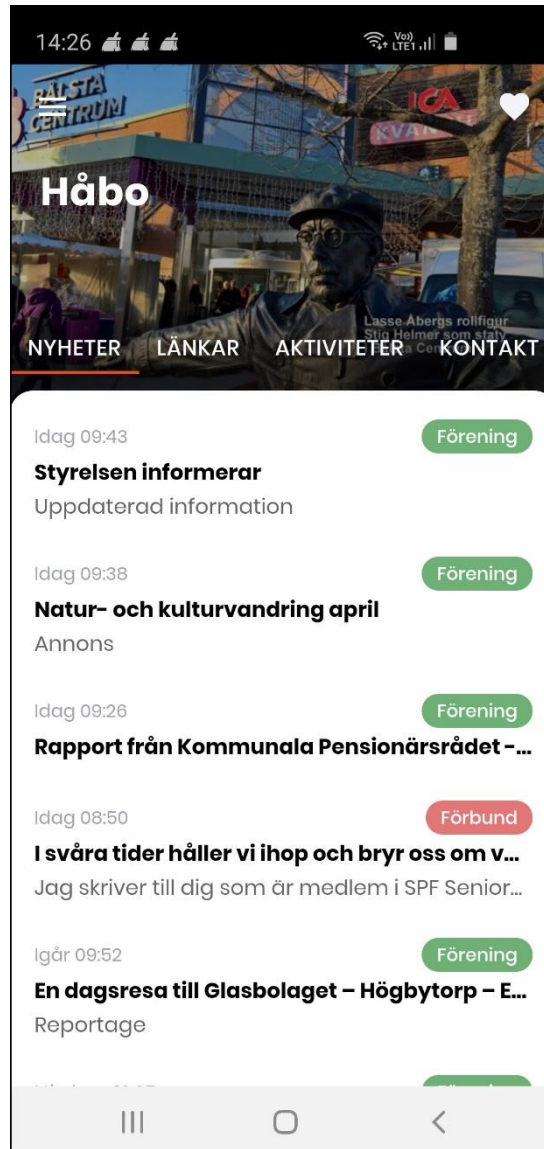 14:26
Vo))
LTE1
BÅLSTA
CENTRUM
ICA
Håbo
Lasse Åbergs rollfigur
Stig Helmer som staty
NYHETER LÄNKAR AKTIVITETER KONTAKT
Idag 09:43 Förening
Styrelsen informerar
Uppdaterad information
Idag 09:38 Förening
Natur- och kulturvandring april
Annons
Idag 09:26 Förening
Rapport från Kommunala Pensionärsrådet -...
Idag 08:50 Förbund
I svåra tider håller vi ihop och bryr oss om v...
Jag skriver till dig som är medlem i SPF Senior...
Igår 09:52 Förening
En dagsresa till Glasbolaget – Högbytorp – E...
Reportage